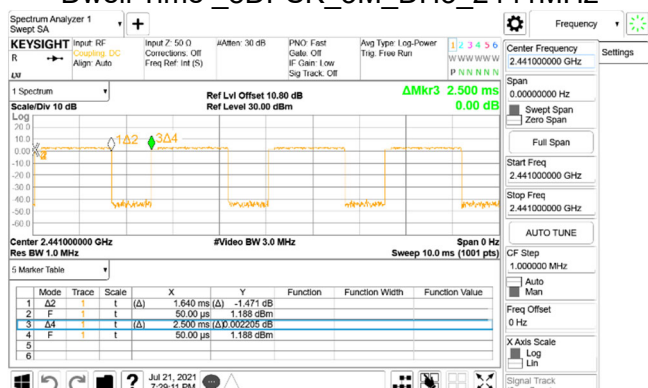 Dwell Time _3DPSK_3M_DH3_2441MHz
Spectrum Analyzer 1
Swept SA
Frequency
KEYSIGHT Input: RF Input Z: 50 Ω #Atten: 30 dB PNO: Fast Avg Type: Log-Power 1 2 3 4 5 6
R Coupling: DC Corrections: Off Gate: Off Trig: Free Run W W W W W W
Align: Auto Freq Ref: Int (S) IF Gain: Low P N N N N N
LXI Sig Track: Off
1 Spectrum Ref Lvl Offset 10.80 dB ΔMkr3 2.500 ms
Scale/Div 10 dB Ref Level 30.00 dBm 0.00 dB
Log
20.0
10.0 1Δ2 3Δ4
0.00
-10.0
-20.0
-30.0
-40.0
-50.0
-60.0
Center 2.441000000 GHz #Video BW 3.0 MHz Span 0 Hz
Res BW 1.0 MHz Sweep 10.0 ms (1001 pts)
5 Marker Table
Mode Trace Scale X Y Function Function Width Function Value
1 Δ2 1 t (Δ) 1.640 ms (Δ) -1.471 dB
2 F 1 t 50.00 µs 1.188 dBm
3 Δ4 1 t (Δ) 2.500 ms (Δ) 0.002205 dB
4 F 1 t 50.00 µs 1.188 dBm
5
6
? Jul 21, 2021
7:29:11 PM
Center Frequency
2.441000000 GHz
Settings
Span
0.00000000 Hz
Swept Span
Zero Span
Full Span
Start Freq
2.441000000 GHz
Stop Freq
2.441000000 GHz
AUTO TUNE
CF Step
1.000000 MHz
Auto
Man
Freq Offset
0 Hz
X Axis Scale
Log
Lin
Signal Track